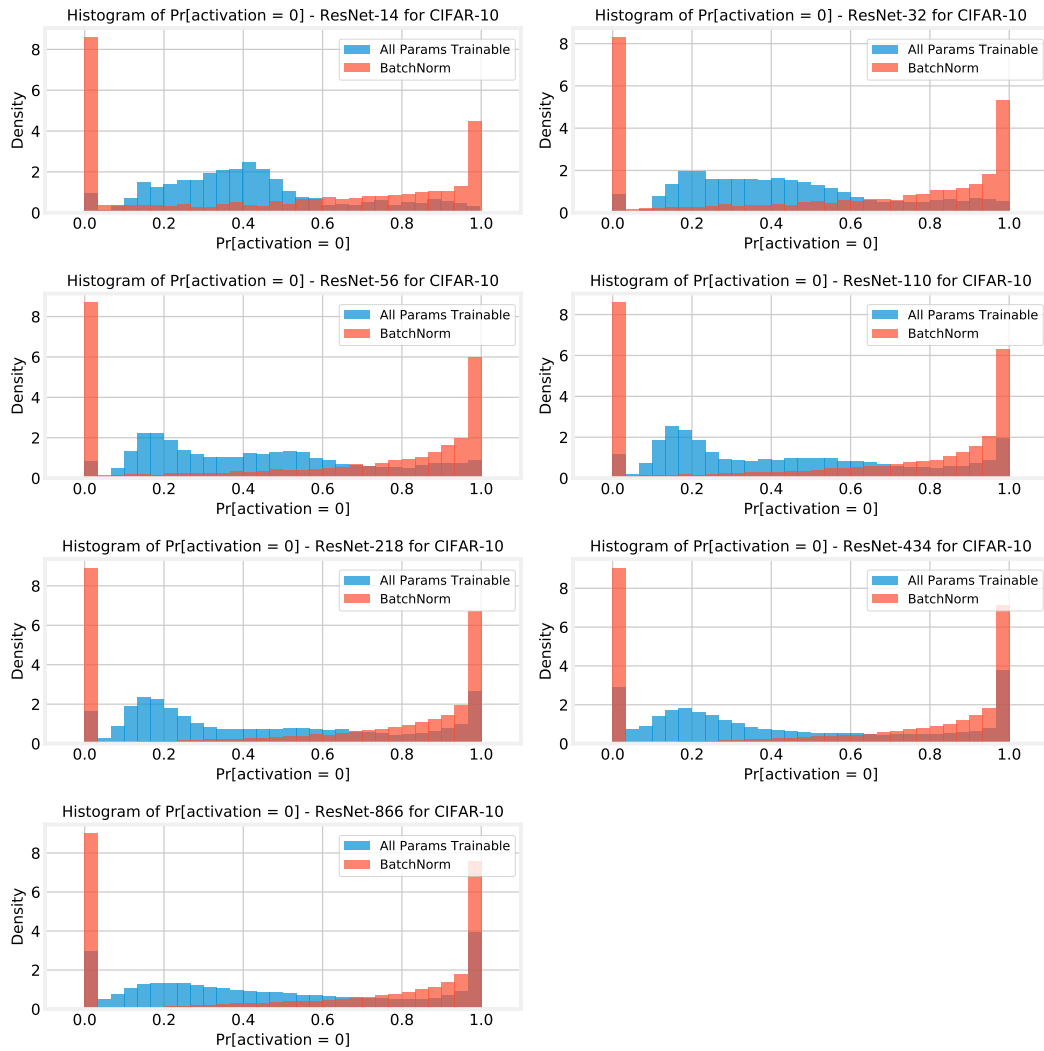 Histogram of Pr[activation = 0] - ResNet-14 for CIFAR-10
Density
8
6
4
2
0
All Params Trainable
BatchNorm
0.0 0.2 0.4 0.6 0.8 1.0
Pr[activation = 0]
Histogram of Pr[activation = 0] - ResNet-32 for CIFAR-10
Density
8
6
4
2
0
All Params Trainable
BatchNorm
0.0 0.2 0.4 0.6 0.8 1.0
Pr[activation = 0]
Histogram of Pr[activation = 0] - ResNet-56 for CIFAR-10
Density
8
6
4
2
0
All Params Trainable
BatchNorm
0.0 0.2 0.4 0.6 0.8 1.0
Pr[activation = 0]
Histogram of Pr[activation = 0] - ResNet-110 for CIFAR-10
Density
8
6
4
2
0
All Params Trainable
BatchNorm
0.0 0.2 0.4 0.6 0.8 1.0
Pr[activation = 0]
Histogram of Pr[activation = 0] - ResNet-218 for CIFAR-10
Density
8
6
4
2
0
All Params Trainable
BatchNorm
0.0 0.2 0.4 0.6 0.8 1.0
Pr[activation = 0]
Histogram of Pr[activation = 0] - ResNet-434 for CIFAR-10
Density
8
6
4
2
0
All Params Trainable
BatchNorm
0.0 0.2 0.4 0.6 0.8 1.0
Pr[activation = 0]
Histogram of Pr[activation = 0] - ResNet-866 for CIFAR-10
Density
8
6
4
2
0
All Params Trainable
BatchNorm
0.0 0.2 0.4 0.6 0.8 1.0
Pr[activation = 0]